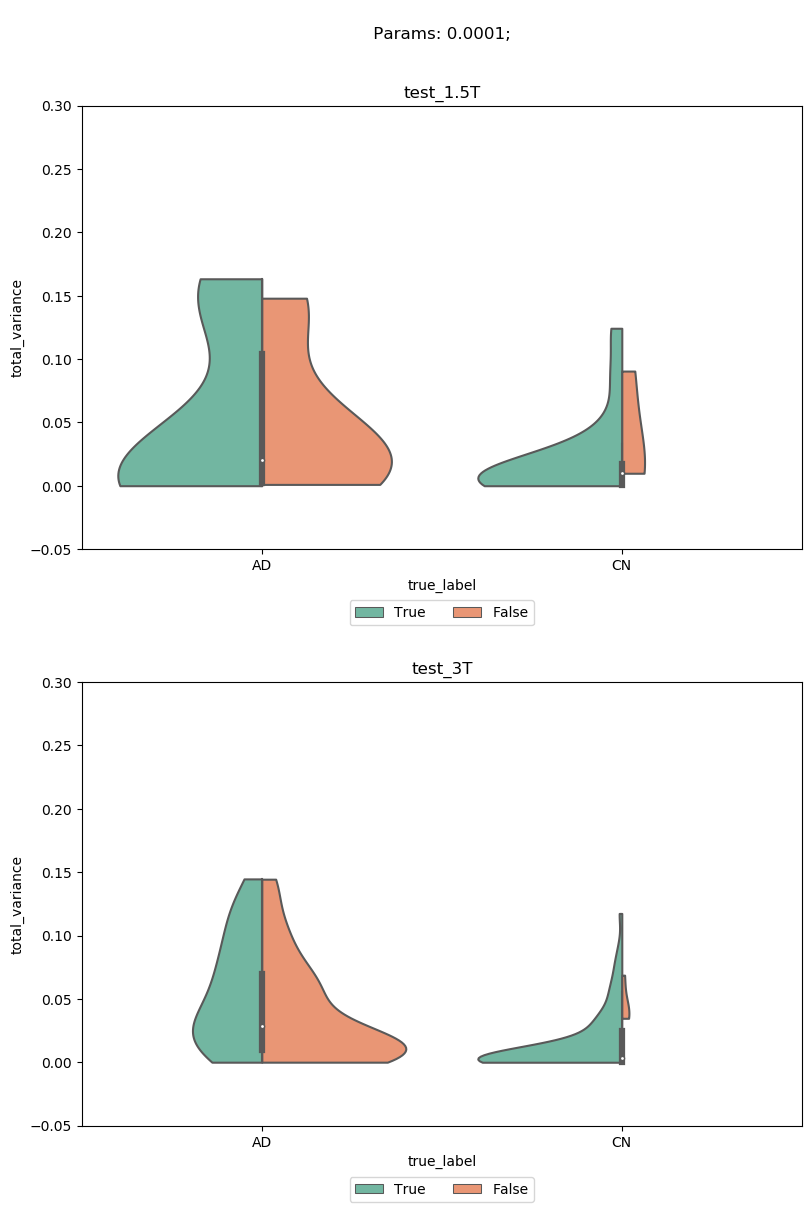 Params: 0.0001;
test_1.5T
0.30
0.25
0.20
0.15
0.10
0.05
0.00
−0.05
total_variance
AD
CN
true_label
True False
test_3T
0.30
0.25
0.20
0.15
0.10
0.05
0.00
−0.05
total_variance
AD
CN
true_label
True False